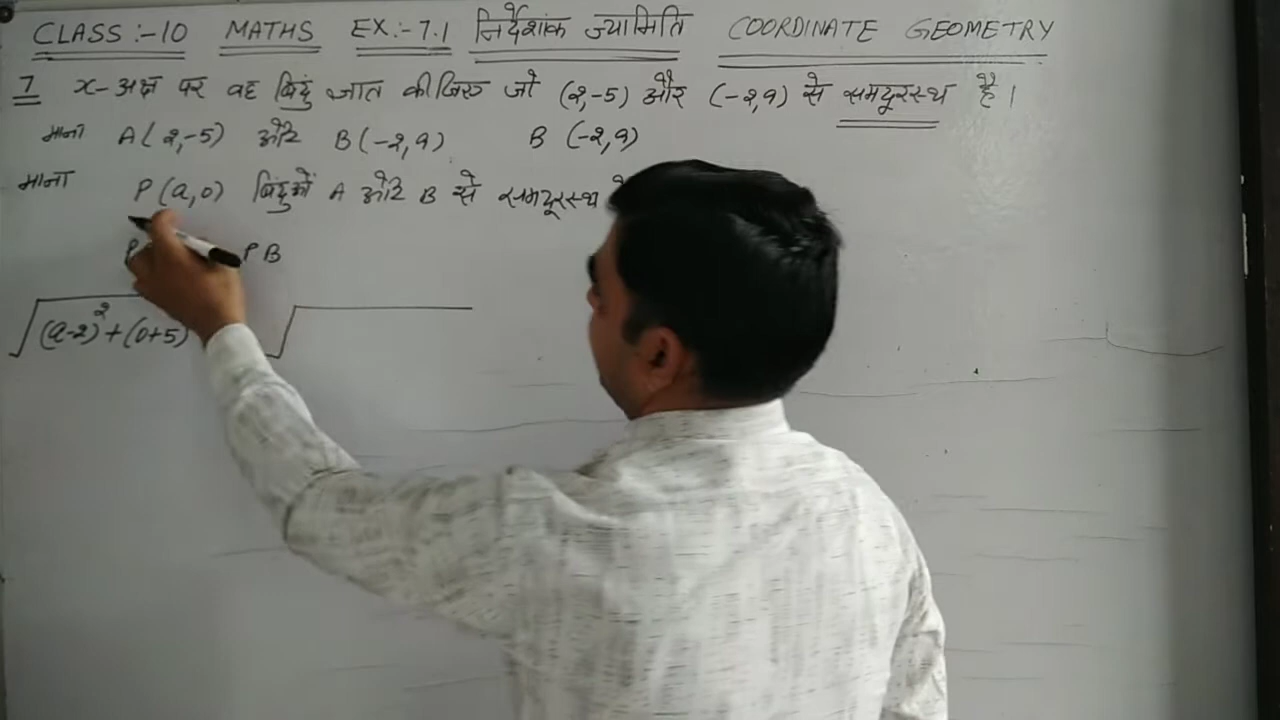 CLASS :- 10 MATHS EX:- 7.1 निर्देशांक ज्यामिति COORDINATE GEOMETRY
7 x-अक्ष पर वह बिंदु ज्ञात कीजिए जो (2,-5) और (-2,9) से समदूरस्थ है।
माना A(2,-5) और B(-2,9) B (-2,9)
माना P(a,0) बिंदुओं A और B से समदूरस्थ
P PB
√(a-2)²+(0+5) √